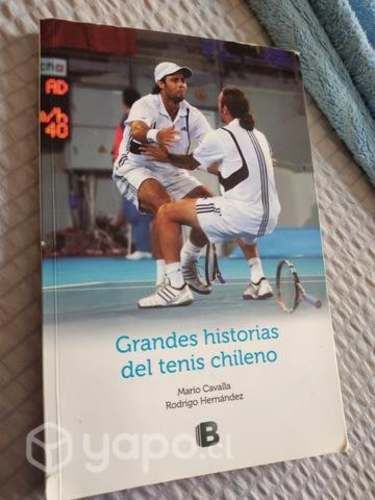 AD
40
Grandes historias
del tenis chileno
Mario Cavalla
Rodrigo Hernández
B
yapo.cl